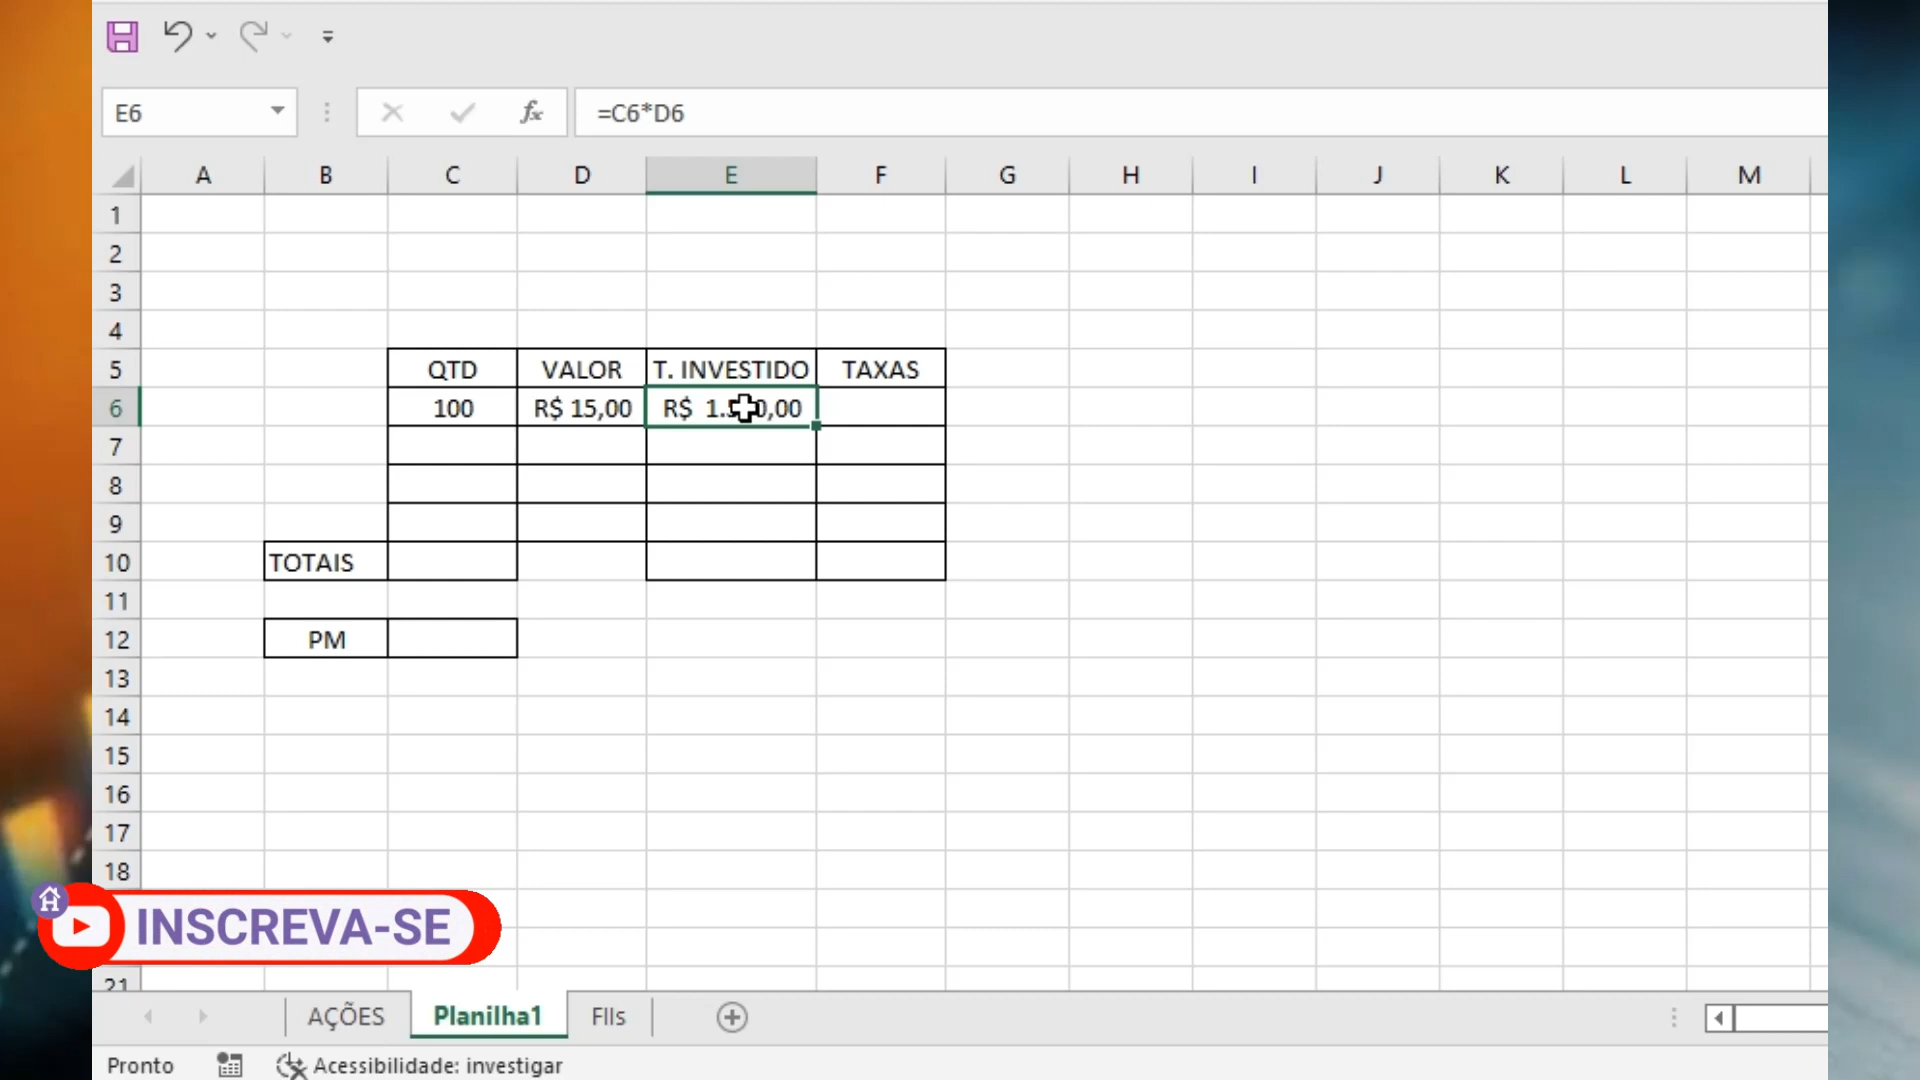 E6
fx
=C6*D6
A B C D E F G H I J K L M
1
2
3
4
5 QTD VALOR T. INVESTIDO TAXAS
6 100 R$ 15,00 R$
7
8
9
10 TOTAIS
11
12 PM
13
14
15
16
17
18
INSCREVA-SE
21
AÇÕES Planilha1 FIIs
Pronto Acessibilidade: investigar